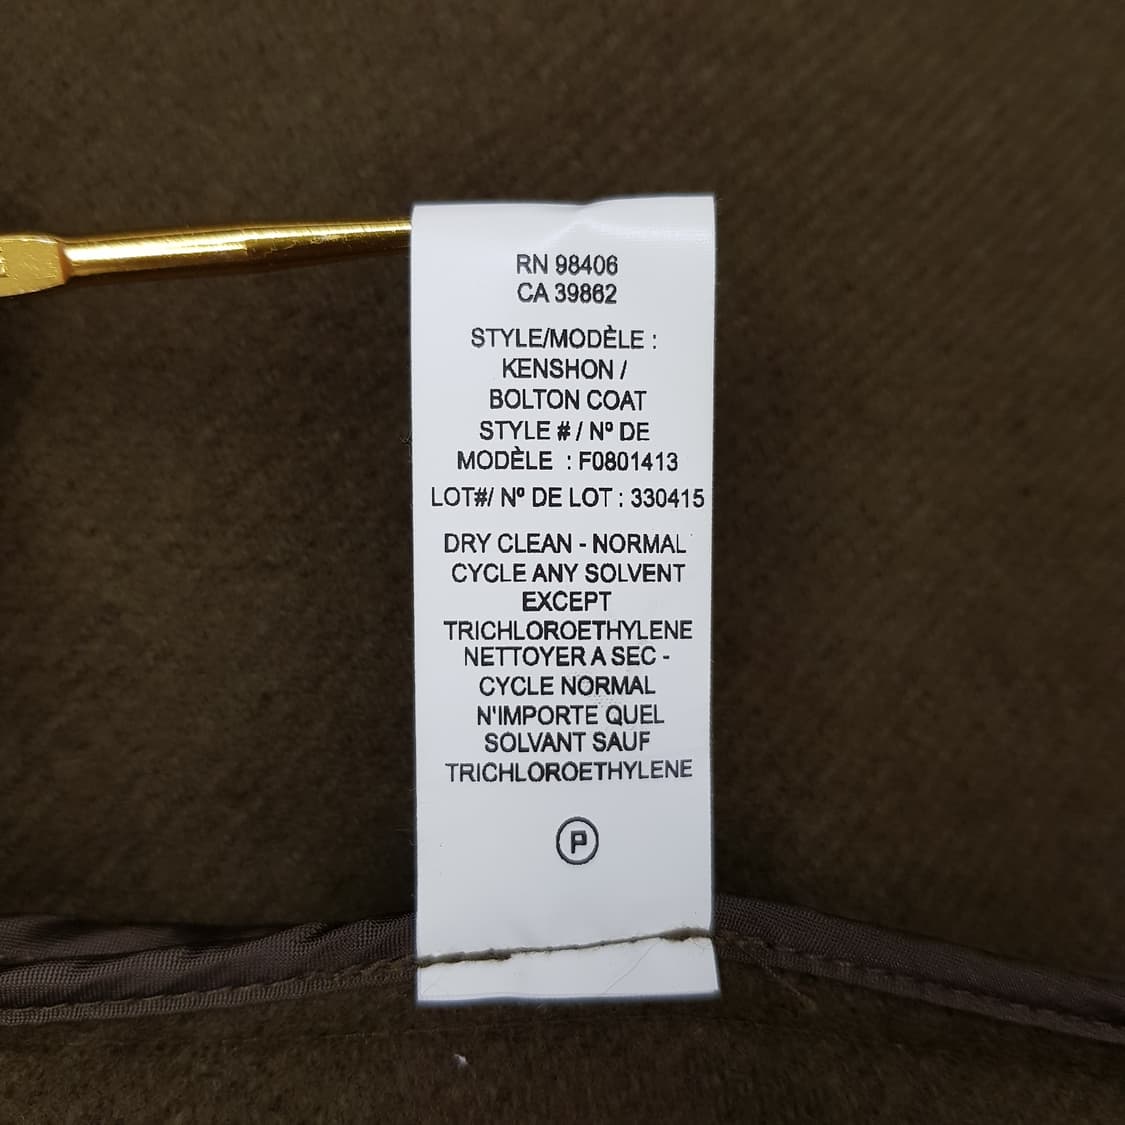 RN 98406
CA 39862
STYLE/MODÈLE :
KENSHON /
BOLTON COAT
STYLE # / Nº DE
MODÈLE : F0801413
LOT#/ Nº DE LOT : 330415
DRY CLEAN - NORMAL
CYCLE ANY SOLVENT
EXCEPT
TRICHLOROETHYLENE
NETTOYER A SEC -
CYCLE NORMAL
N'IMPORTE QUEL
SOLVANT SAUF
TRICHLOROETHYLENE
P